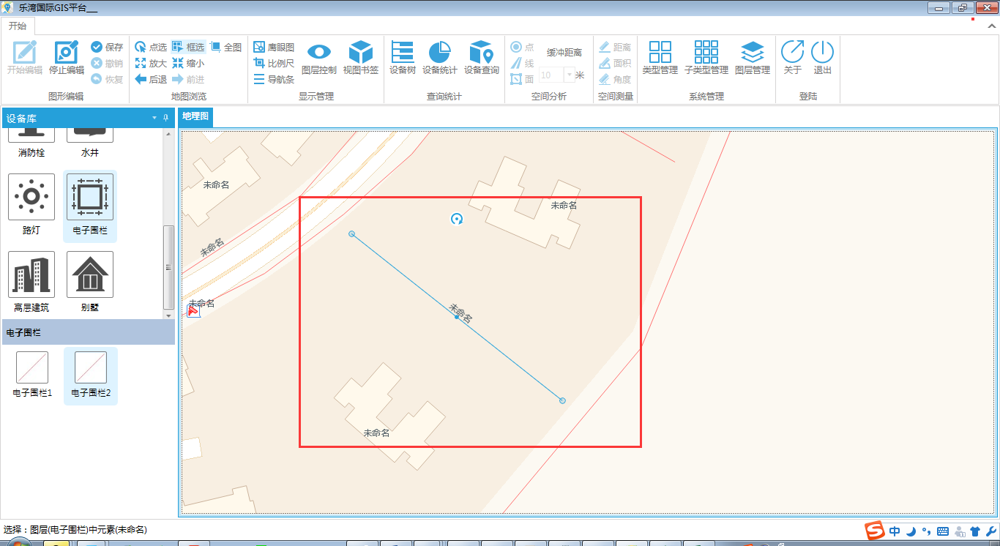 乐湾国际GIS平台__
开始
开始编辑
停止编辑
保存
撤销
恢复
图形编辑
点选
框选
全图
放大
缩小
后退
前进
地图浏览
鹰眼图
比例尺
导航条
图层控制
视图书签
显示管理
设备树
设备统计
设备查询
查询统计
点
线
面
缓冲距离
10
米
空间分析
距离
面积
角度
空间测量
类型管理
子类型管理
图层管理
系统管理
关于
退出
登陆
设备库
消防栓
水井
路灯
电子围栏
高层建筑
别墅
电子围栏
电子围栏1
电子围栏2
地理图
未命名
未命名
未命名
未命名
未命名
未命名
选择：图层(电子围栏)中元素(未命名)
S
中